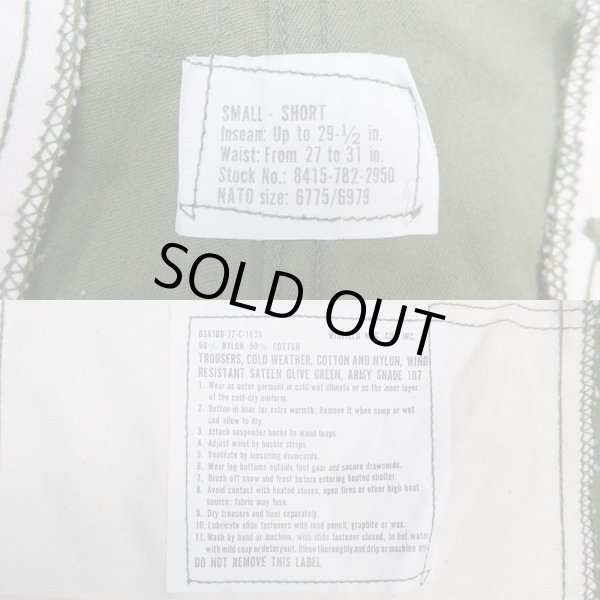 SMALL - SHORT
Inseam: Up to 29-1/2 in.
Waist: From 27 to 31 in.
Stock No.: 8415-782-2950
NATO size: 6775/6979
SOLD OUT
DSA100-72-C-1636 WINFIELD MFG. CO., INC.
50% NYLON 50% COTTON
TROUSERS, COLD WEATHER, COTTON AND NYLON, WIND
RESISTANT SATEEN OLIVE GREEN, ARMY SHADE 107
1. Wear as outer garment in cold-wet climate or as the inner layer
of the cold-dry uniform.
2. Button in liner for extra warmth. Remove it when damp or wet
and allow to dry.
3. Attach suspender hooks to waist loops.
4. Adjust waist by buckle straps.
5. Ventilate by loosening drawcords.
6. Wear leg bottoms outside foot gear and secure drawcords.
7. Brush off snow and frost before entering heated shelter.
8. Avoid contact with heated stoves, open fires or other high heat
source; fabric may fuse.
9. Dry trousers and liner separately.
10. Lubricate slide fasteners with lead pencil, graphite or wax.
11. Wash by hand or machine, with slide fastener closed, in hot water
with mild soap or detergent. Rinse thoroughly and drip or machine dry.
DO NOT REMOVE THIS LABEL